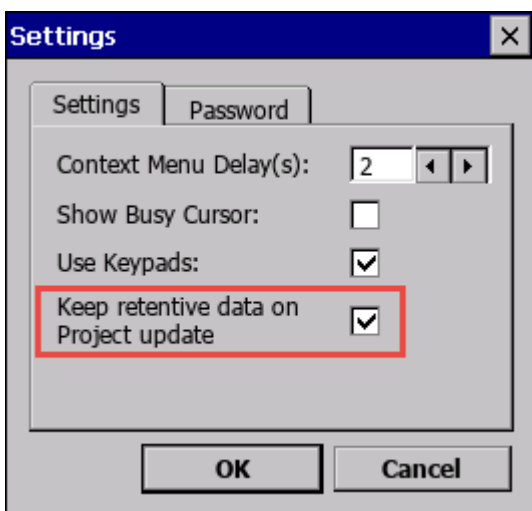 Settings
Settings
Password
Context Menu Delay(s): 2
Show Busy Cursor:
Use Keypads:
Keep retentive data on
Project update
OK
Cancel